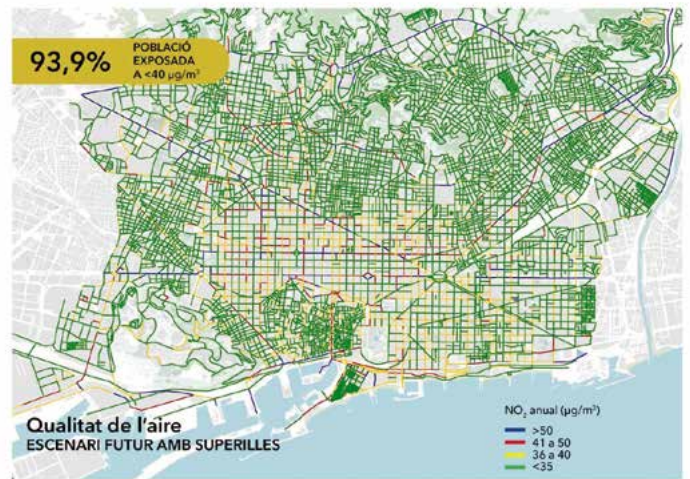 93,9%
POBLACIÓ
EXPOSADA
A <40 µg/m³
Qualitat de l'aire
ESCENARI FUTUR AMB SUPERILLES
NO₂ anual (µg/m³)
>50
41 a 50
36 a 40
<35